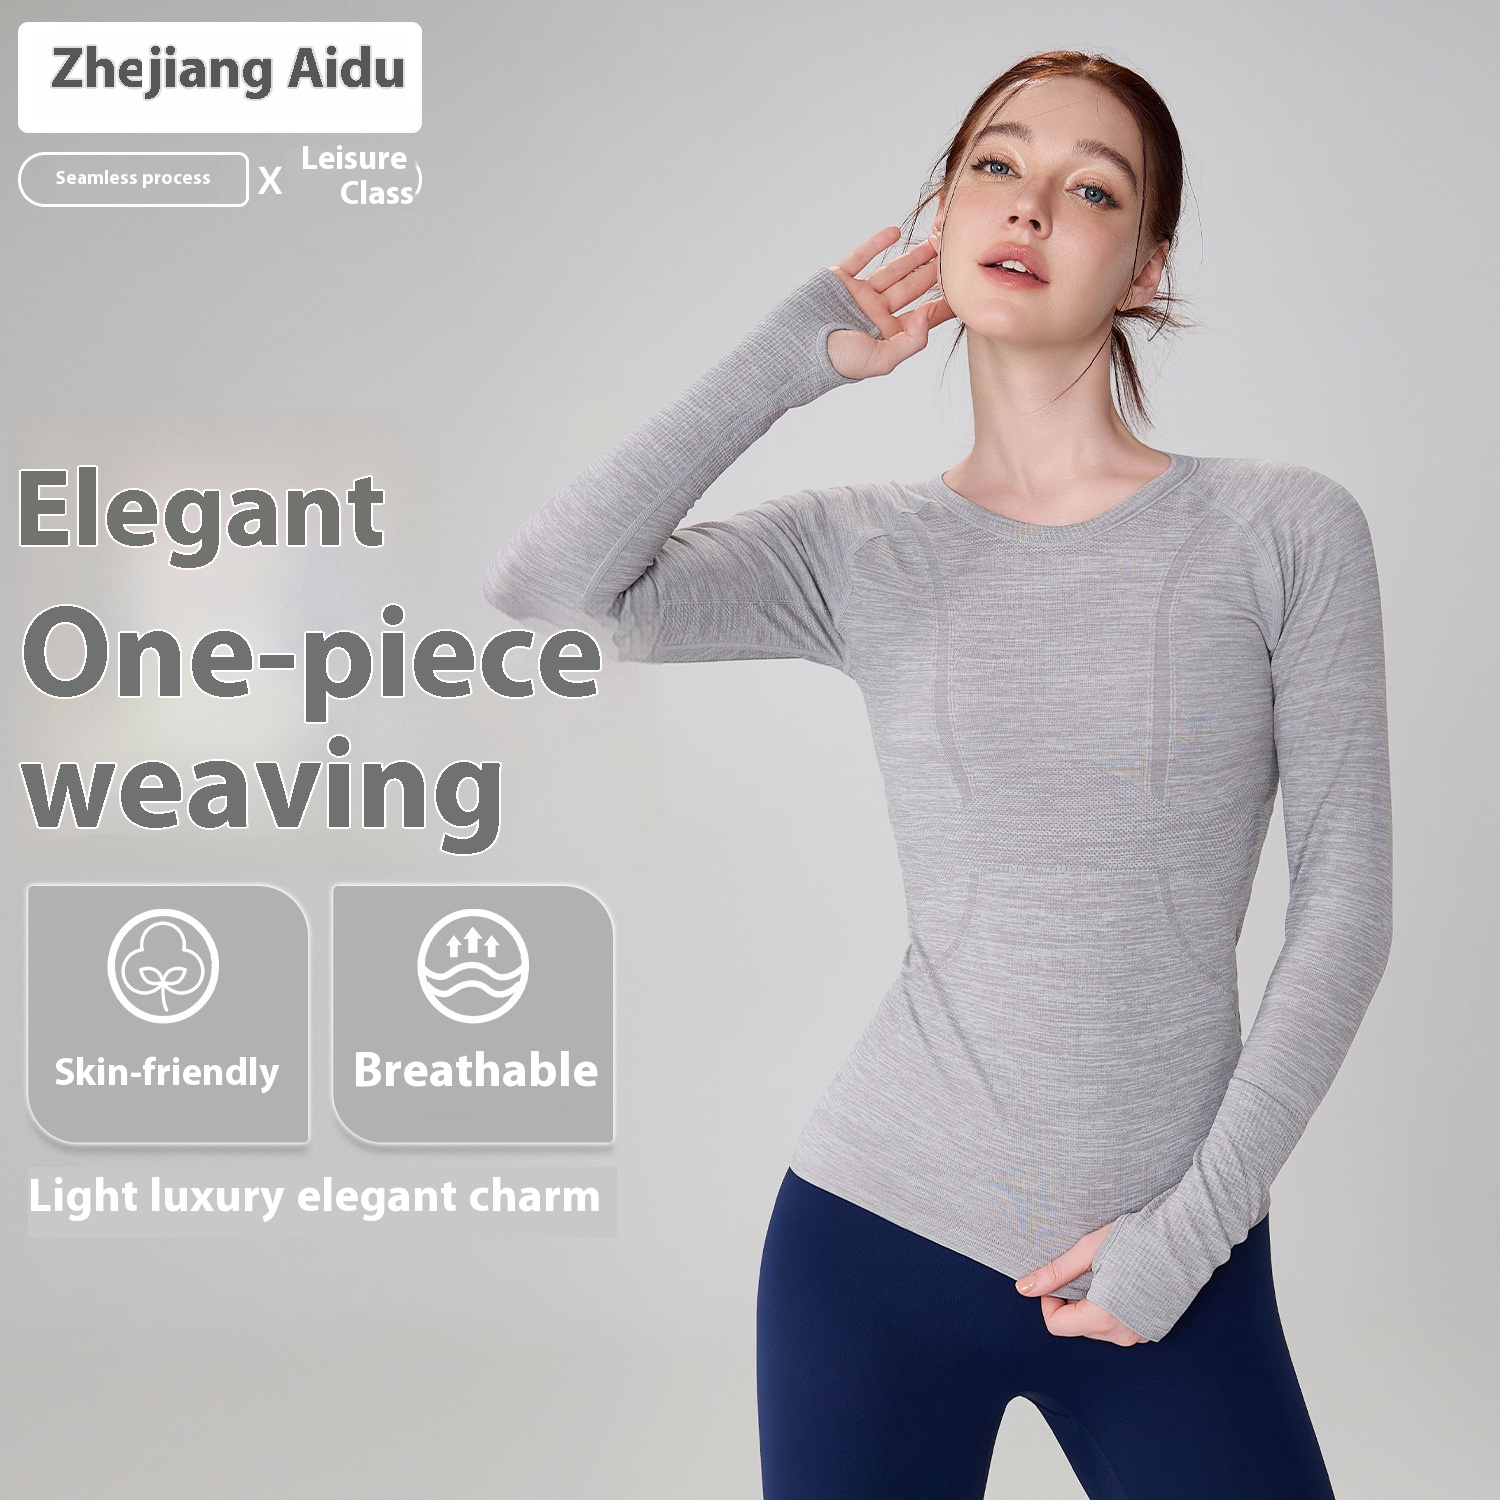 Zhejiang Aidu
Seamless process X Leisure
Class)
Elegant
One-piece
weaving
Skin-friendly
Breathable
Light luxury elegant charm